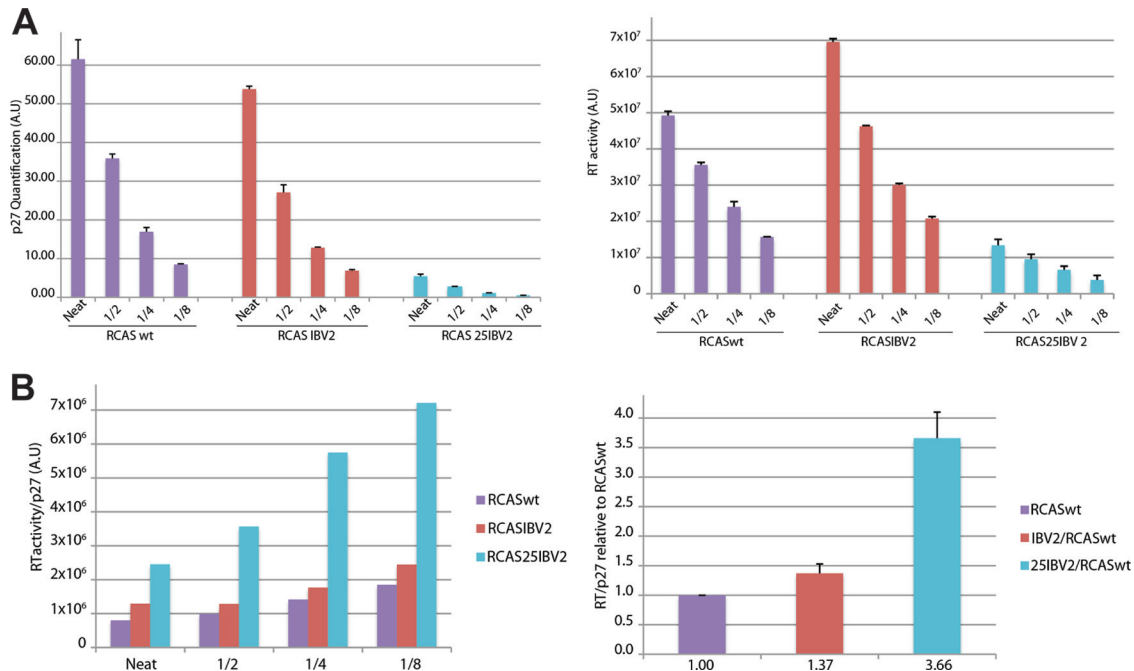 A
p27 Quantification (A.U)
60.00
50.00
40.00
30.00
20.00
10.00
0.00
Neat 1/2 1/4 1/8 Neat 1/2 1/4 1/8 Neat 1/2 1/4 1/8
RCAS wt RCAS IBV2 RCAS 25IBV2
RT activity (A.U)
7x10⁷
6x10⁷
5x10⁷
4x10⁷
3x10⁷
2x10⁷
1x10⁷
0
Neat 1/2 1/4 1/8 Neat 1/2 1/4 1/8 Neat 1/2 1/4 1/8
RCASwt RCASIBV2 RCAS25IBV 2
B
RTactivity/p27 (A.U)
7x10⁶
6x10⁶
5x10⁶
4x10⁶
3x10⁶
2x10⁶
1x10⁶
0
Neat 1/2 1/4 1/8
RCASwt
RCASIBV2
RCAS25IBV2
RT/p27 relative to RCASwt
4.0
3.5
3.0
2.5
2.0
1.5
1.0
0.5
0.0
1.00 1.37 3.66
RCASwt
IBV2/RCASwt
25IBV2/RCASwt